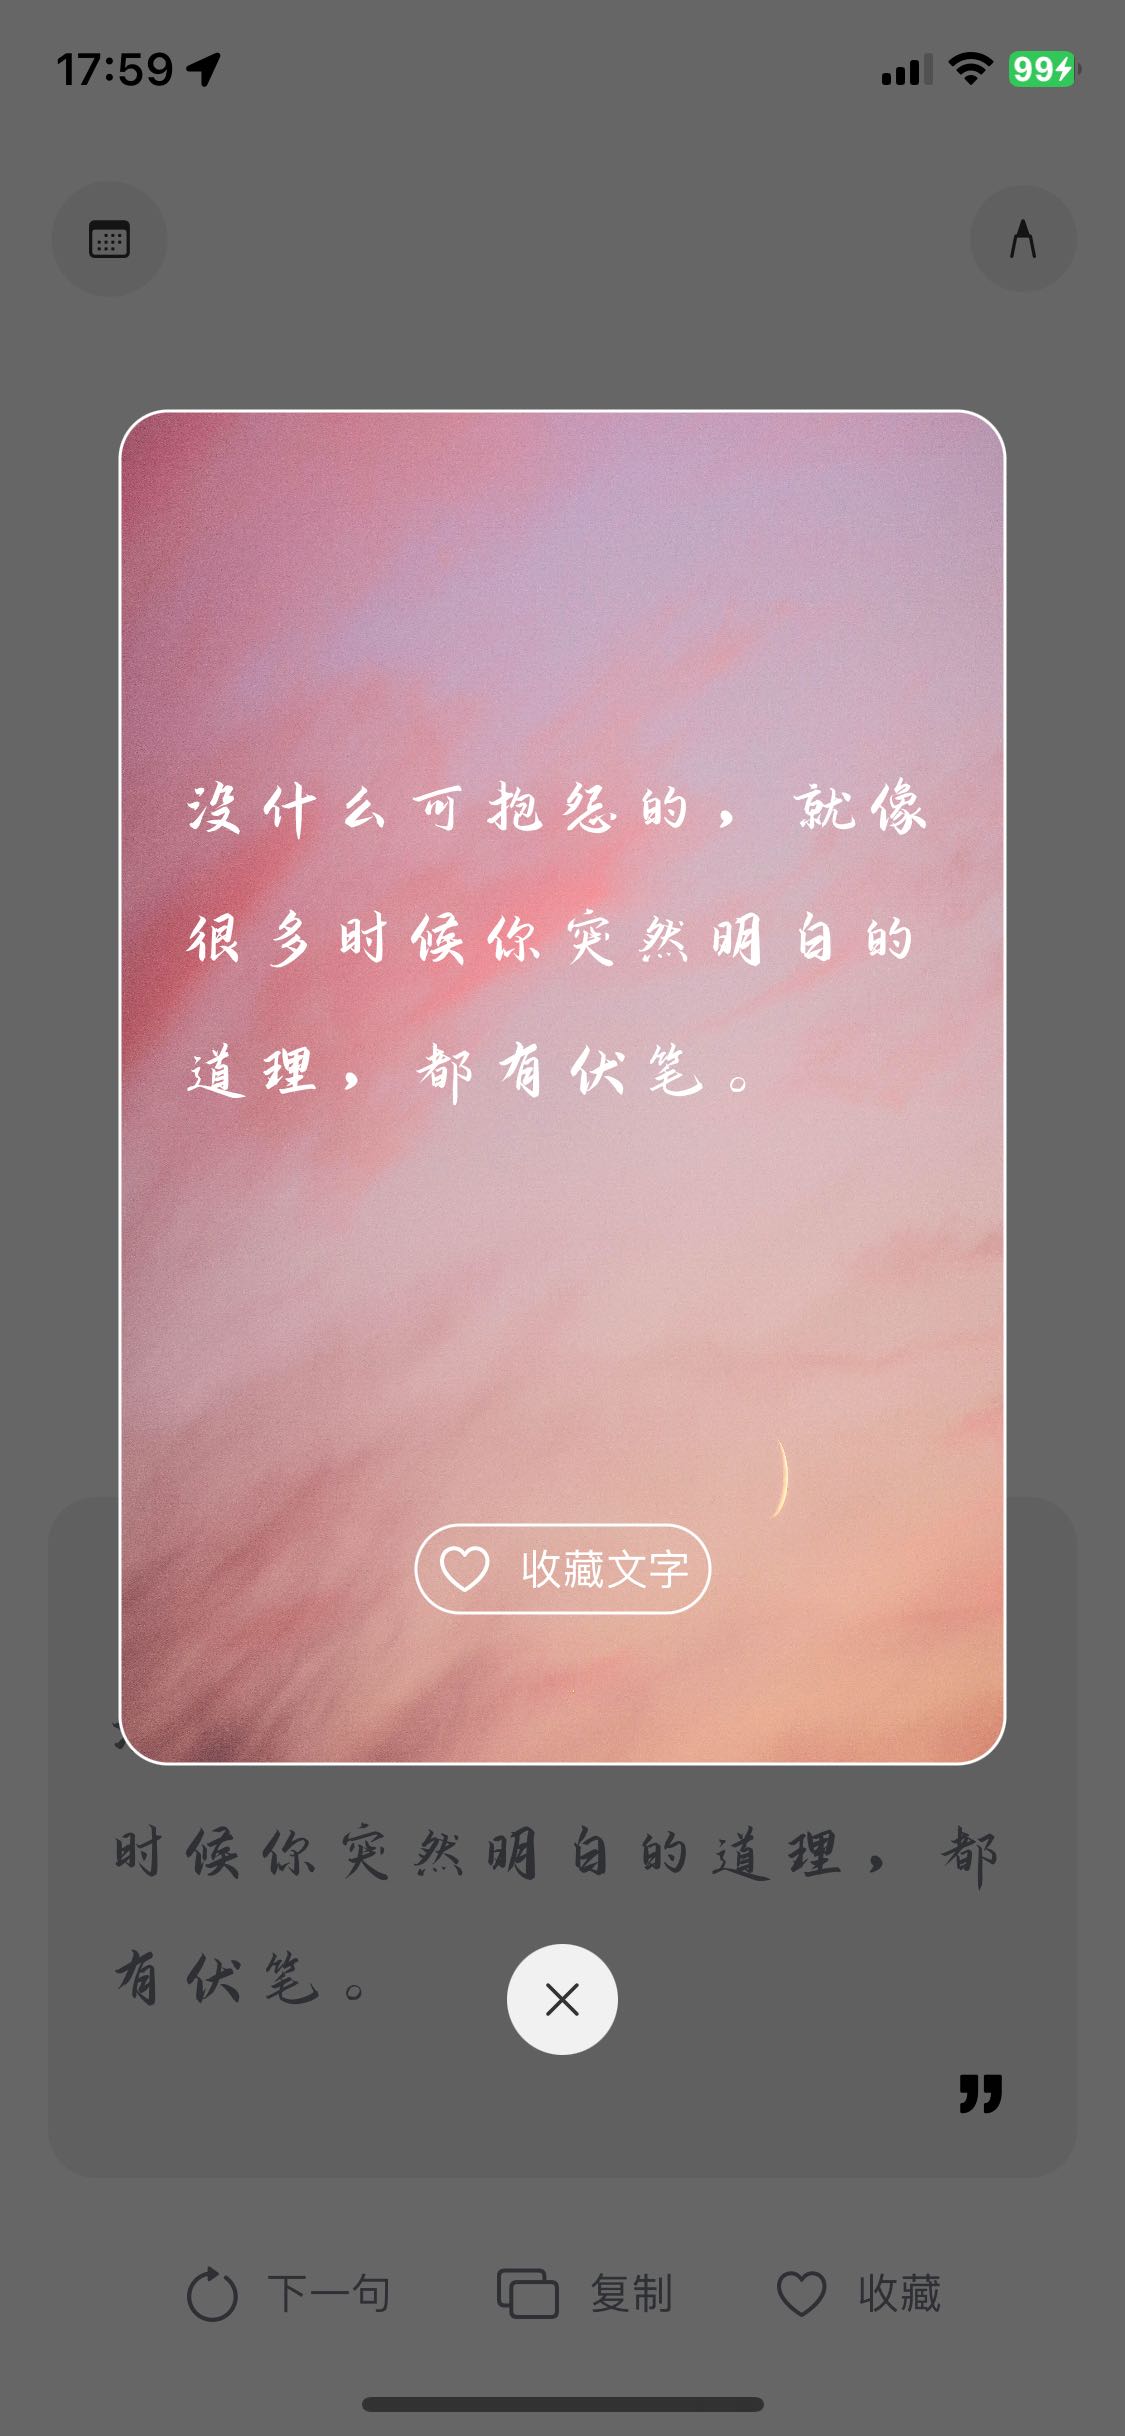 17:59
99
没什么可抱怨的，就像
很多时候你突然明白的
道理，都有伏笔。
收藏文字
时候你突然明白的道理，都
有伏笔。
”
下一句
复制
收藏